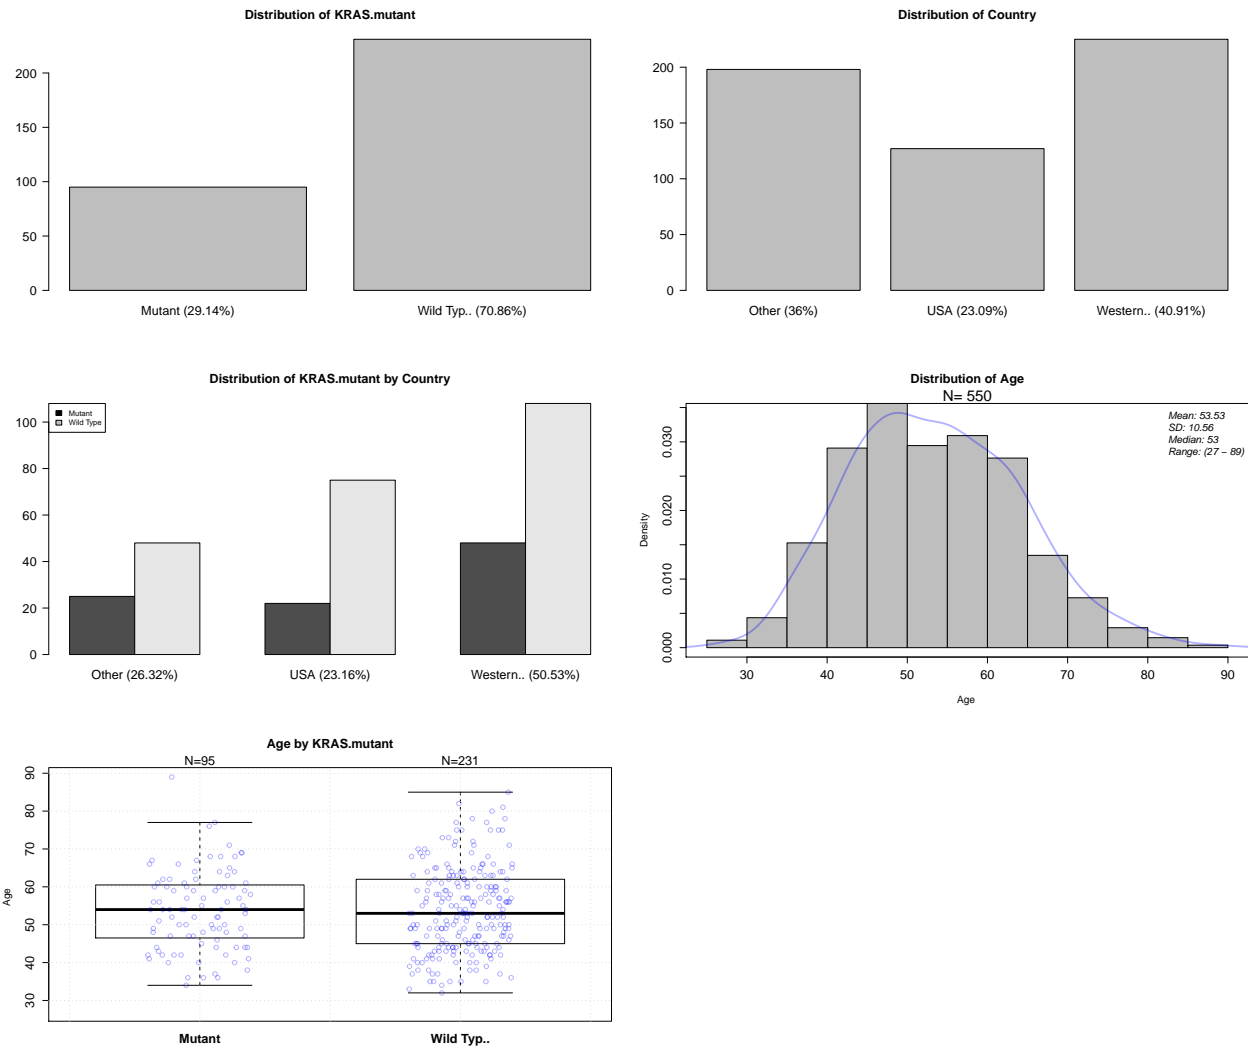 Distribution of KRAS.mutant
200
150
100
50
0
Mutant (29.14%)
Wild Typ.. (70.86%)
Distribution of Country
200
150
100
50
0
Other (36%)
USA (23.09%)
Western.. (40.91%)
Distribution of KRAS.mutant by Country
Mutant
Wild Type
100
80
60
40
20
0
Other (26.32%)
USA (23.16%)
Western.. (50.53%)
Distribution of Age
N= 550
Mean: 53.53
SD: 10.56
Median: 53
Range: (27 – 89)
Density
0.030
0.020
0.010
0.000
30 40 50 60 70 80 90
Age
Age by KRAS.mutant
N=95
N=231
Age
90
80
70
60
50
40
30
Mutant
Wild Typ..